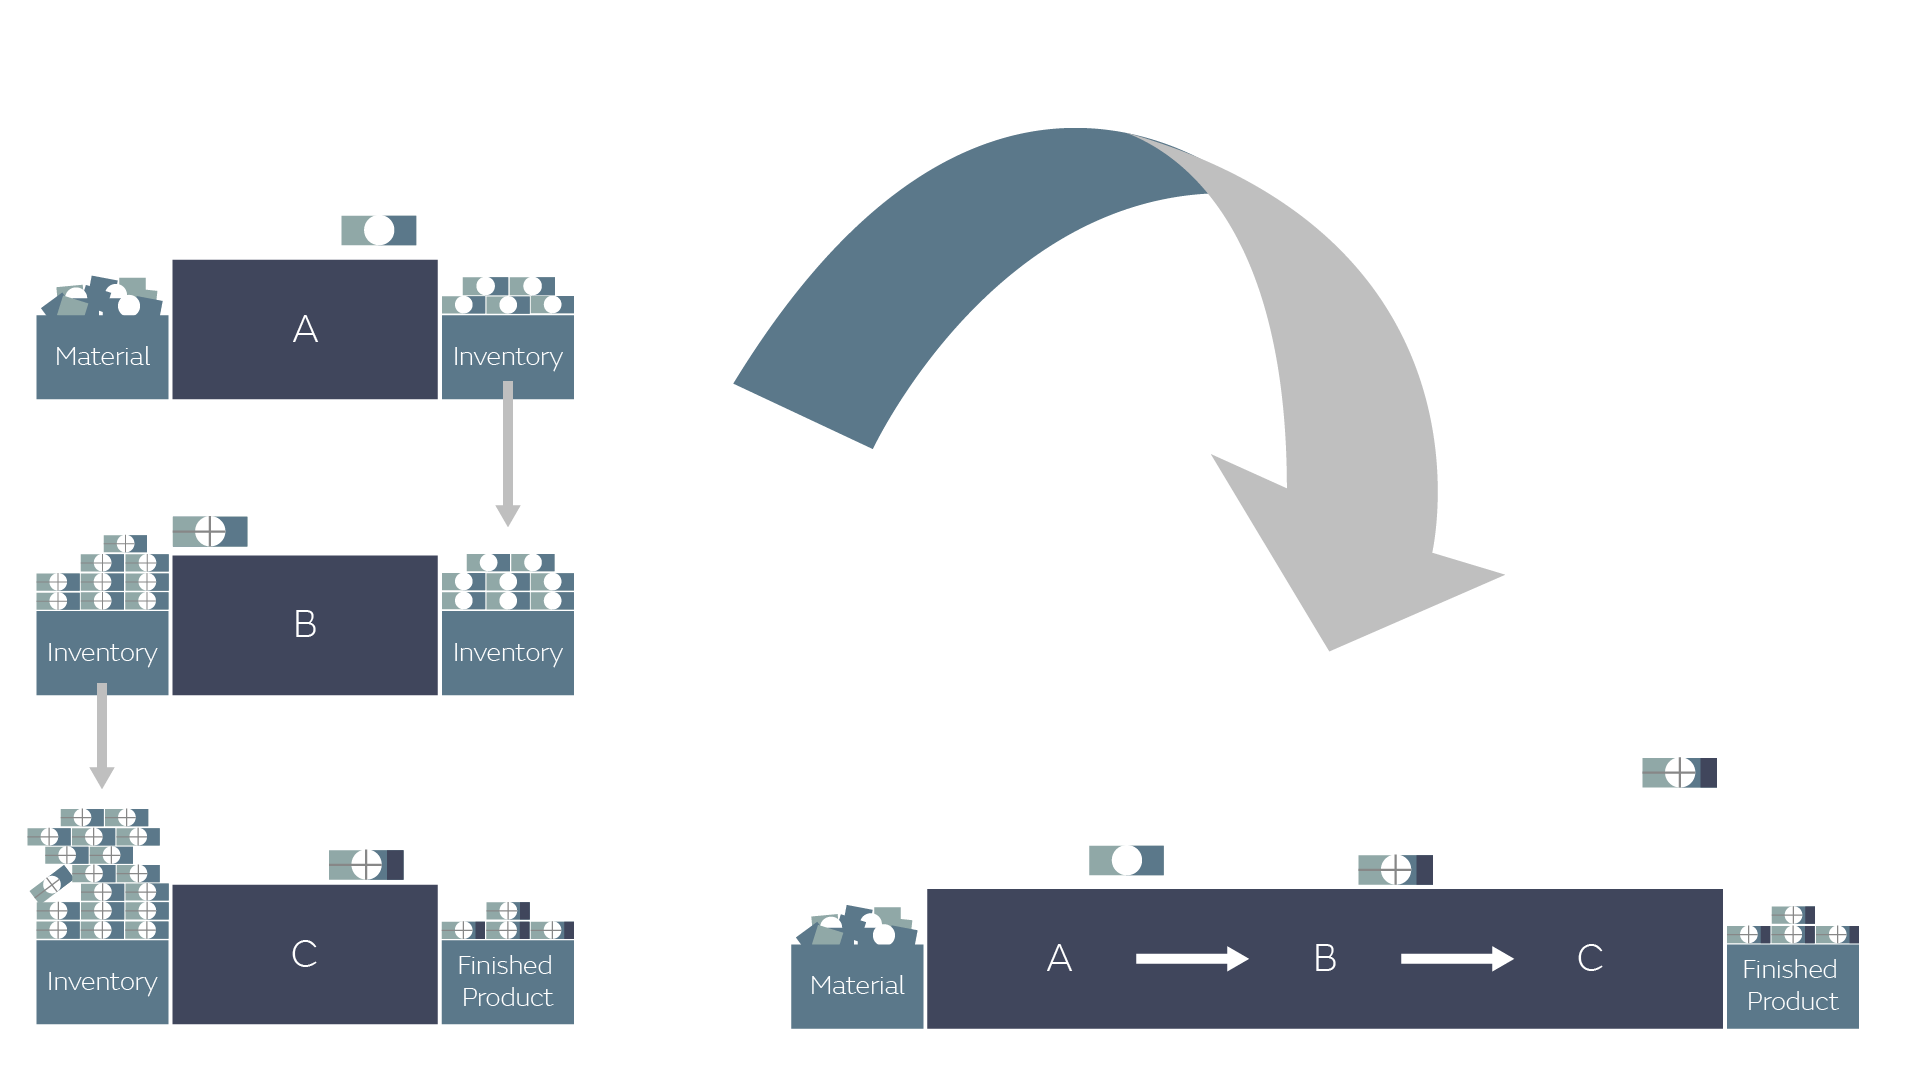 Material
A
Inventory
Inventory
B
Inventory
Inventory
C
Finished
Product
Material
A
B
C
Finished
Product